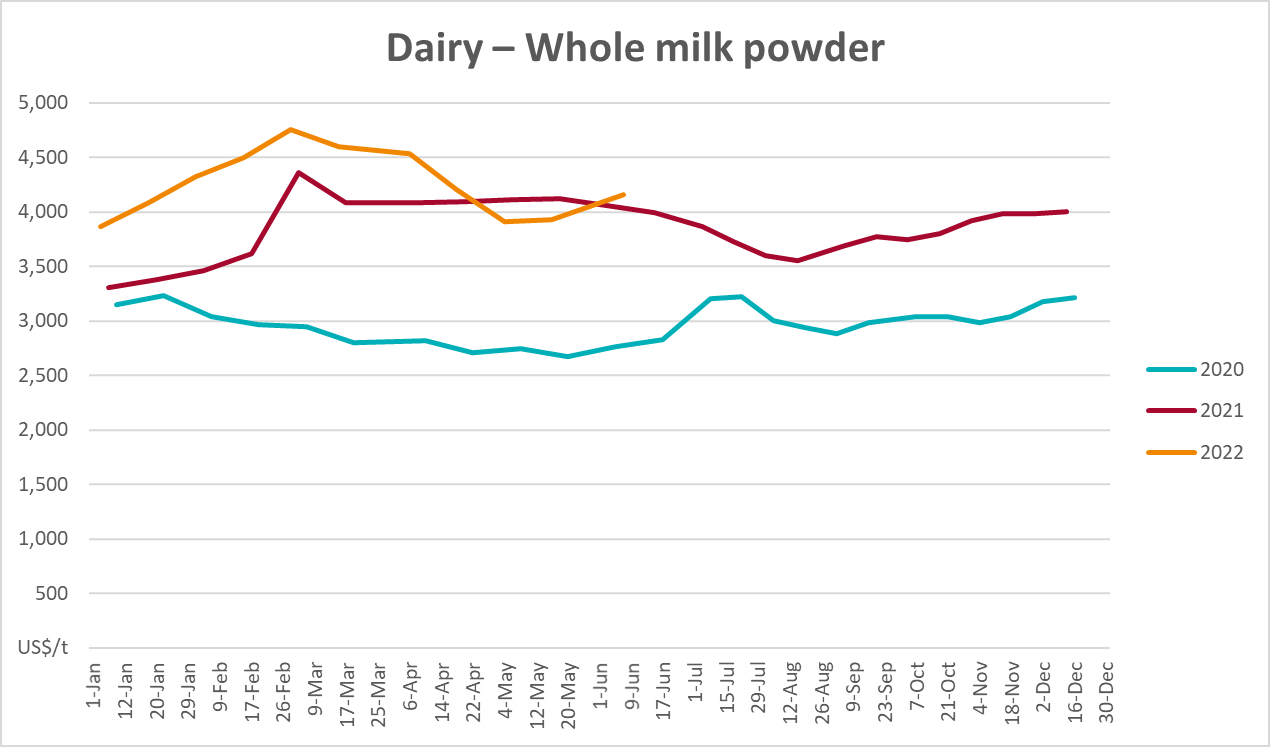 Dairy – Whole milk powder
5,000
4,500
4,000
3,500
3,000
2,500
2,000
1,500
1,000
500
US$/t
1-Jan
12-Jan
20-Jan
29-Jan
9-Feb
17-Feb
26-Feb
9-Mar
17-Mar
25-Mar
6-Apr
14-Apr
22-Apr
4-May
12-May
20-May
1-Jun
9-Jun
17-Jun
1-Jul
15-Jul
29-Jul
12-Aug
26-Aug
9-Sep
23-Sep
7-Oct
21-Oct
4-Nov
18-Nov
2-Dec
16-Dec
30-Dec
2020
2021
2022